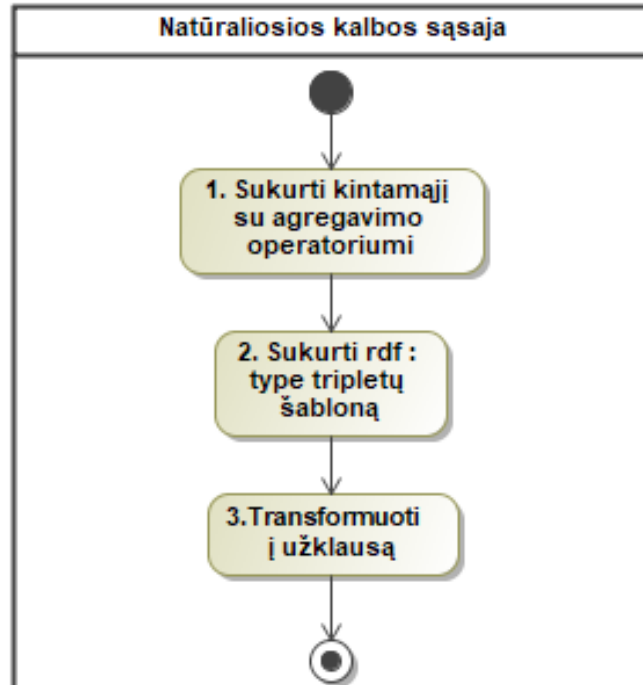 Natūraliosios kalbos sąsaja
1. Sukurti kintamąjį
su agregavimo
operatoriumi
2. Sukurti rdf :
type tripletų
šabloną
3.Transformuoti
į užklausą